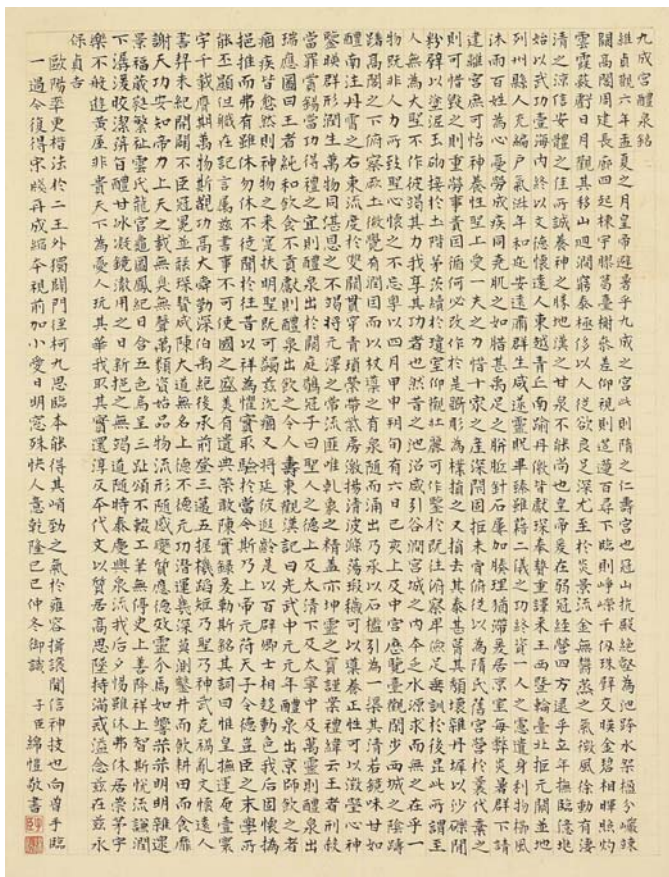 九成宮醴泉銘
維貞觀六年孟夏之月皇帝避暑乎九成之宮此則隋之仁壽宮也冠山抗殿絕壑為池跨水架楹分巖竦
闕高閣周建長廊四起棟宇膠葛臺榭參差仰視則迢遞百尋下臨則崢嶸千仞珠璧交映金碧相暉照灼
雲霞蔽虧日月觀其移山迴澗窮泰極侈以人從欲良足深尤至於炎景流金無鬱蒸之氣微風徐動有淒
清之涼信安體之佳所誠養神之勝地漢之甘泉不能尚也皇帝爰在弱冠經營四方逮乎立年撫臨億兆
始以武功壹海內終以文德懷遠人東越青丘南踰丹徼皆獻琛奉贄重譯來王西暨輪臺北拒元闕並地
列州縣人充編戶氣淑年和邇安遠肅群生咸遂靈貺畢臻雖藉二儀之功終資一人之慮遺身利物櫛風
沐雨百姓為心憂勞成疾同堯肌之如腊甚禹足之胼胝針石屢加腠理猶滯爰居京室每弊炎暑群下請
建離宮庶可怡神養性聖上愛一夫之力惜十家之產深閉固拒未肯俯從以為隋氏舊宮營於曩代棄之
則可惜毀之則重勞事貴因循何必改作於是斲彫為樸損之又損去其泰甚葺其頹壞雜丹墀以沙礫間
粉壁以塗泥玉砌接於土階茅茨續於瓊室仰觀壯麗可作鑒於既往俯察卑儉足垂訓於後昆此所謂至
人無為大聖不作彼竭其力我享其功者也然昔之池沼咸引谷澗宮城之內本乏水源求而無之在乎一
物既非人力所致聖心懷之不忘粵以四月甲申朔旬有六日己亥上及中宮歷覽臺觀閒步西城之陰躊
躇高閣之下俯察厥土微覺有潤因而以杖導之有泉隨而涌出乃承以石檻引為一渠其清若鏡味甘如
醴南注丹霄之右東流度於雙闕貫穿青瑣縈帶紫房激揚清波滌蕩瑕穢可以導養正性可以澂瑩心神
鑒映群形潤生萬物同湛恩之不竭將元澤之常流匪唯乾象之精蓋亦坤靈之寶謹案禮緯云王者刑殺
當罪賞錫當功得禮之宜則醴泉出於闕庭鶡冠子曰聖人之德上及太清下及太寧中及萬靈則醴泉出
瑞應圖曰王者純和飲食不貢獻則醴泉出飲之令人壽東觀漢記曰光武中元元年醴泉出京師飲之者
痼疾皆愈然則神物之來寔扶明聖既可蠲茲沉痼又將延彼遐齡是以百辟卿士相趨動色我后固懷撝
挹推而弗有雖休勿休不徒聞於往昔以祥為懼實取驗於當今斯乃上帝元符天子令德豈臣之末學所
能丕顯但職在記言屬茲書事不可使國之盛美有遺典策敢陳實錄爰勒斯銘其詞曰惟皇撫運奄壹寰
宇千載膺期萬物斯覩功高大舜勤深伯禹絕後承前登三邁五握機蹈矩乃聖乃神武克禍亂文懷遠人
書契未紀開闢不臣冠冕並襲琛贄咸陳大道無名上德不德元功潛運幾深莫測鑿井而飲耕田而食靡
謝天功安知帝力上天之載無臭無聲萬類資始品物流形隨感變質應德效靈介焉如響赫赫明明雜遝
景福葳蕤繁祉雲氏龍宮龜圖鳳紀日含五色烏呈三趾頌不輟工筆無停史上善降祥上智斯悅流謙潤
下潺湲皎潔蓱旨醴甘冰凝鏡澈用之日新挹之無竭道隨時泰慶與泉流我后夕惕雖休弗休居崇茅宇
樂不般遊黃屋非貴天下為憂人玩其華我取其實還淳反本代文以質居高思墜持滿戒溢念茲在茲永
保貞吉
歐陽率更楷法於二王外獨闢門徑柯九思臨本能得其峭勁之氣於雍容揖讓間信神技也向嘗手臨
一過今復得宋箋再成縮本視前加小愛日明窗殊快人意乾隆己巳仲冬御識 子臣綿愷敬書